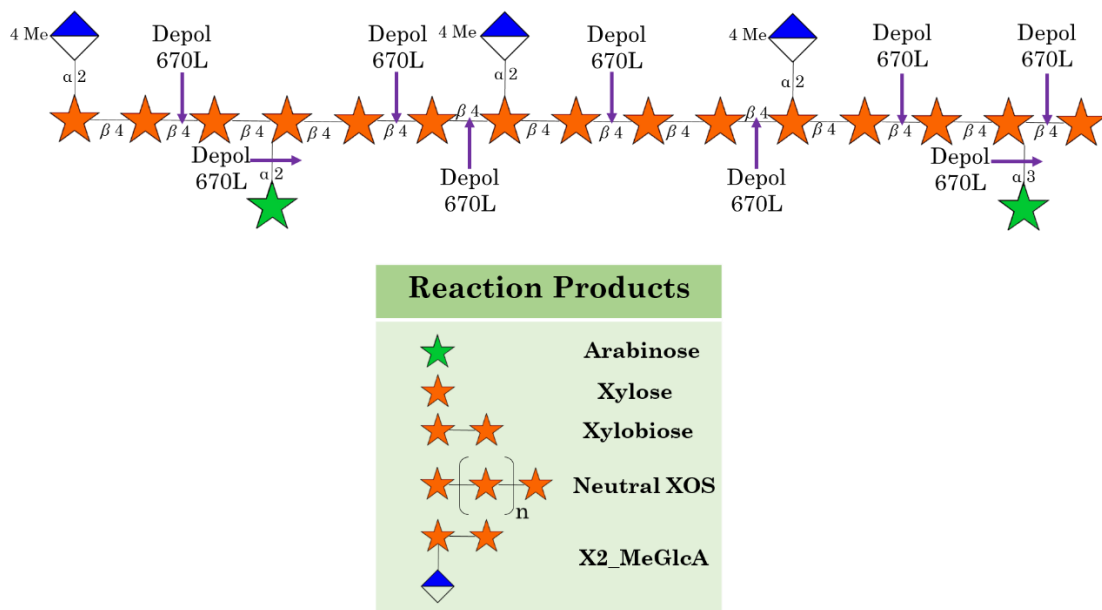 4 Me
Depol
670L
Depol
670L
4 Me
Depol
670L
4 Me
Depol
670L
Depol
670L
α 2
α 2
α 2
β 4
β 4
β 4
β 4
β 4
β 4
β 4
β 4
β 4
β 4
β 4
β 4
β 4
β 4
Depol
670L
α 2
Depol
670L
Depol
670L
Depol
670L
α 3
Reaction Products
Arabinose
Xylose
Xylobiose
Neutral XOS
n
X2_MeGlcA